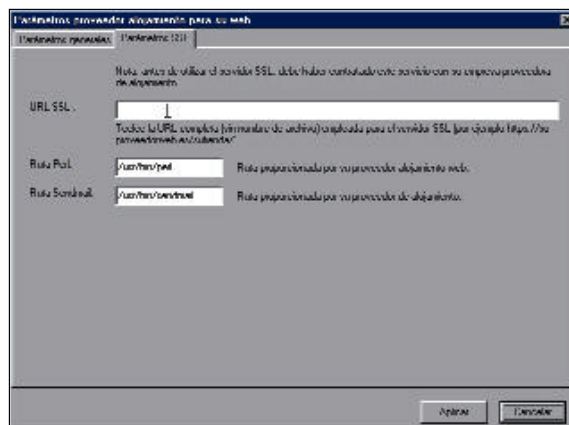 Parámetros proveedor alojamiento para su web
Parámetros generales Parámetros SSL
Nota: antes de utilizar el servidor SSL, debe haber contratado este servicio con su empresa proveedora
de alojamiento.
URL SSL:
Teclee la URL completa (sin nombre de archivo) empleada para el servidor SSL (por ejemplo https://su
proveedorweb.es/sutienda/"
Ruta Perl: /usr/bin/perl Ruta proporcionada por su proveedor alojamiento web.
Ruta Sendmail: /usr/bin/sendmail Ruta proporcionada por su proveedor de alojamiento.
Aplicar Cancelar